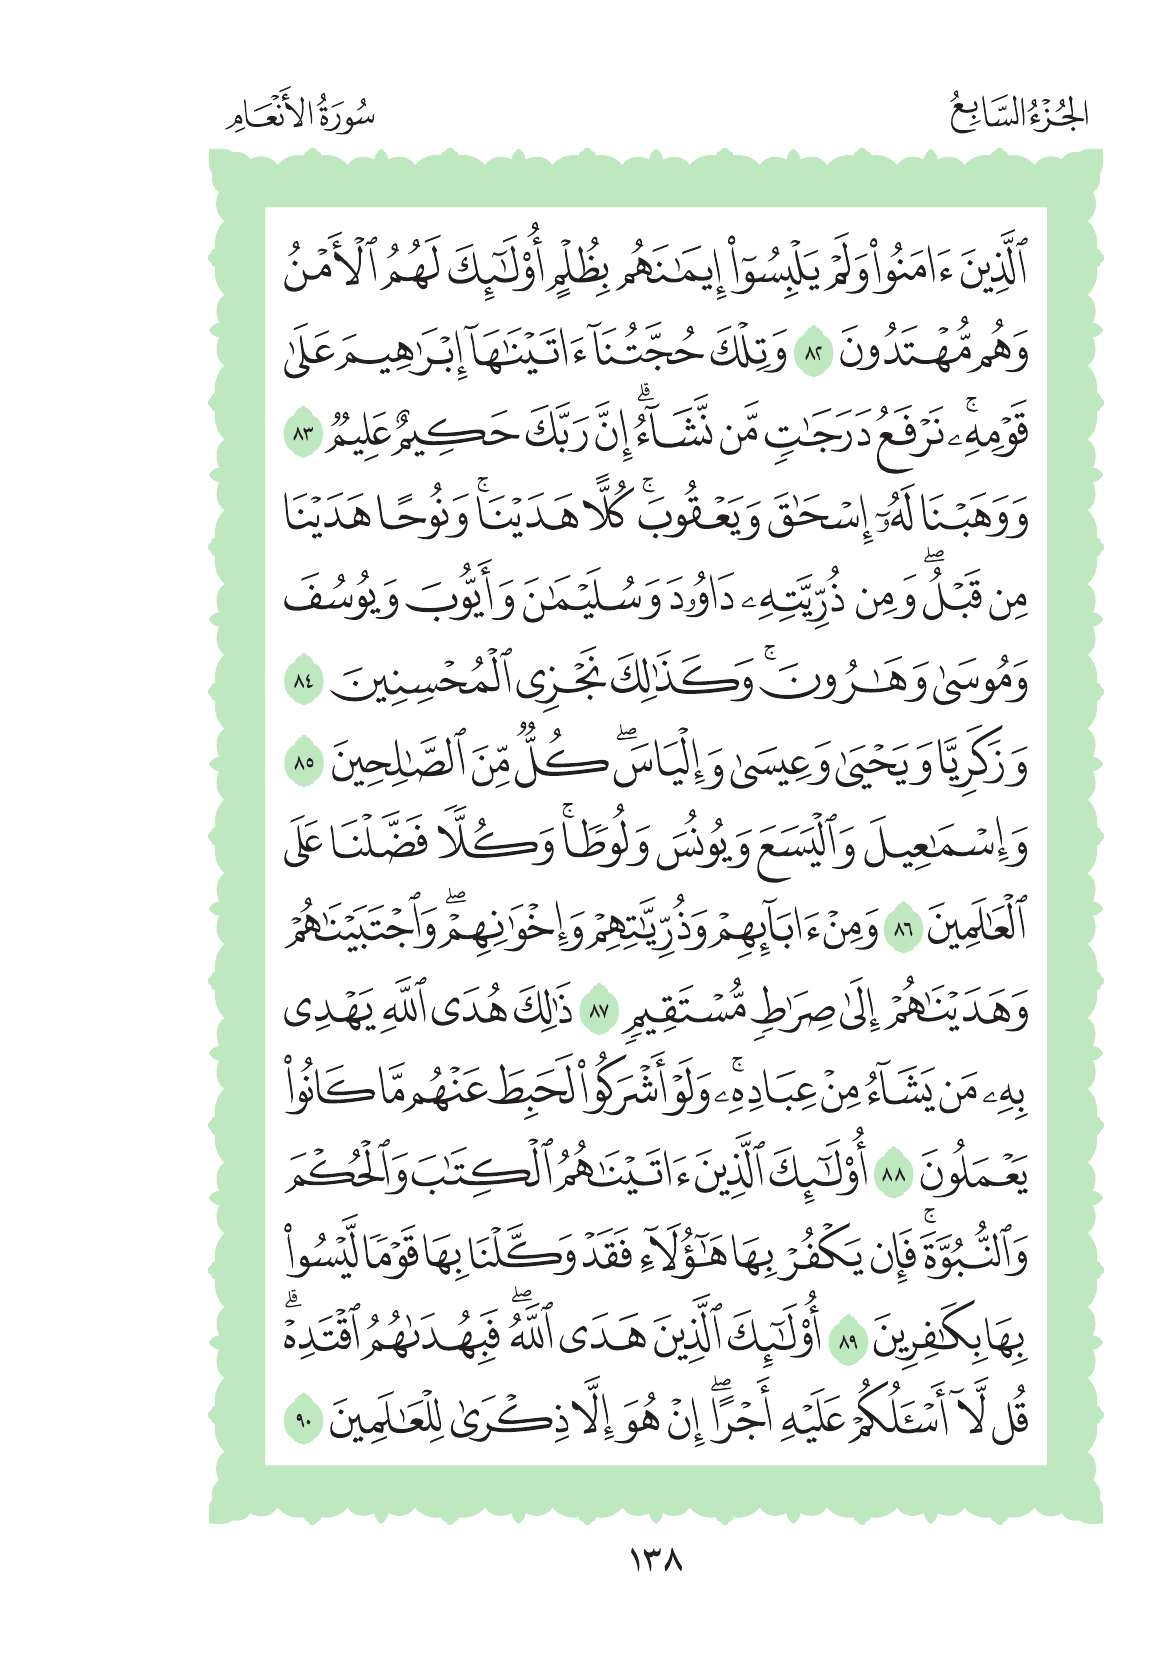 الجُزْءُ السَّابِعُ
سُورَةُ الأَنْعَامِ
ٱلَّذِينَ ءَامَنُوا۟ وَلَمْ يَلْبِسُوٓا۟ إِيمَـٰنَهُم بِظُلْمٍ أُو۟لَـٰٓئِكَ لَهُمُ ٱلْأَمْنُ
وَهُم مُّهْتَدُونَ ٨٢ وَتِلْكَ حُجَّتُنَآ ءَاتَيْنَـٰهَآ إِبْرَٰهِيمَ عَلَىٰ
قَوْمِهِۦۚ نَرْفَعُ دَرَجَـٰتٍ مَّن نَّشَآءُۗ إِنَّ رَبَّكَ حَكِيمٌ عَلِيمٌ ٨٣
وَوَهَبْنَا لَهُۥٓ إِسْحَـٰقَ وَيَعْقُوبَۚ كُلًّا هَدَيْنَاۚ وَنُوحًا هَدَيْنَا
مِن قَبْلُۖ وَمِن ذُرِّيَّتِهِۦ دَاوُۥدَ وَسُلَيْمَـٰنَ وَأَيُّوبَ وَيُوسُفَ
وَمُوسَىٰ وَهَـٰرُونَۚ وَكَذَٰلِكَ نَجْزِى ٱلْمُحْسِنِينَ ٨٤
وَزَكَرِيَّا وَيَحْيَىٰ وَعِيسَىٰ وَإِلْيَاسَۖ كُلٌّ مِّنَ ٱلصَّـٰلِحِينَ ٨٥
وَإِسْمَـٰعِيلَ وَٱلْيَسَعَ وَيُونُسَ وَلُوطًاۚ وَكُلًّا فَضَّلْنَا عَلَى
ٱلْعَـٰلَمِينَ ٨٦ وَمِنْ ءَابَآئِهِمْ وَذُرِّيَّـٰتِهِمْ وَإِخْوَٰنِهِمْۖ وَٱجْتَبَيْنَـٰهُمْ
وَهَدَيْنَـٰهُمْ إِلَىٰ صِرَٰطٍ مُّسْتَقِيمٍ ٨٧ ذَٰلِكَ هُدَى ٱللَّهِ يَهْدِى
بِهِۦ مَن يَشَآءُ مِنْ عِبَادِهِۦۚ وَلَوْ أَشْرَكُوا۟ لَحَبِطَ عَنْهُم مَّا كَانُوا۟
يَعْمَلُونَ ٨٨ أُو۟لَـٰٓئِكَ ٱلَّذِينَ ءَاتَيْنَـٰهُمُ ٱلْكِتَـٰبَ وَٱلْحُكْمَ
وَٱلنُّبُوَّةَۚ فَإِن يَكْفُرْ بِهَا هَـٰٓؤُلَآءِ فَقَدْ وَكَّلْنَا بِهَا قَوْمًا لَّيْسُوا۟
بِهَا بِكَـٰفِرِينَ ٨٩ أُو۟لَـٰٓئِكَ ٱلَّذِينَ هَدَى ٱللَّهُۖ فَبِهُدَىٰهُمُ ٱقْتَدِهْۗ
قُل لَّآ أَسْـَٔلُكُمْ عَلَيْهِ أَجْرًاۖ إِنْ هُوَ إِلَّا ذِكْرَىٰ لِلْعَـٰلَمِينَ ٩٠
١٣٨